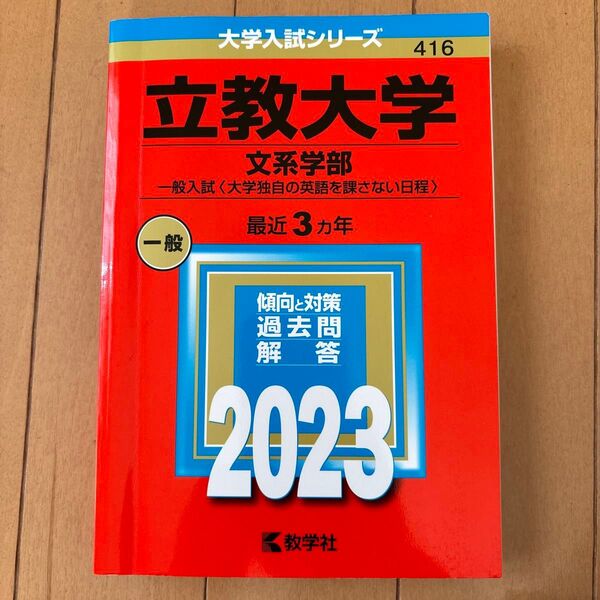 大学入試シリーズ
416
立教大学
文系学部
一般入試〈大学独自の英語を課さない日程〉
最近3カ年
一般
傾向と対策
過去問
解答
2023
教学社